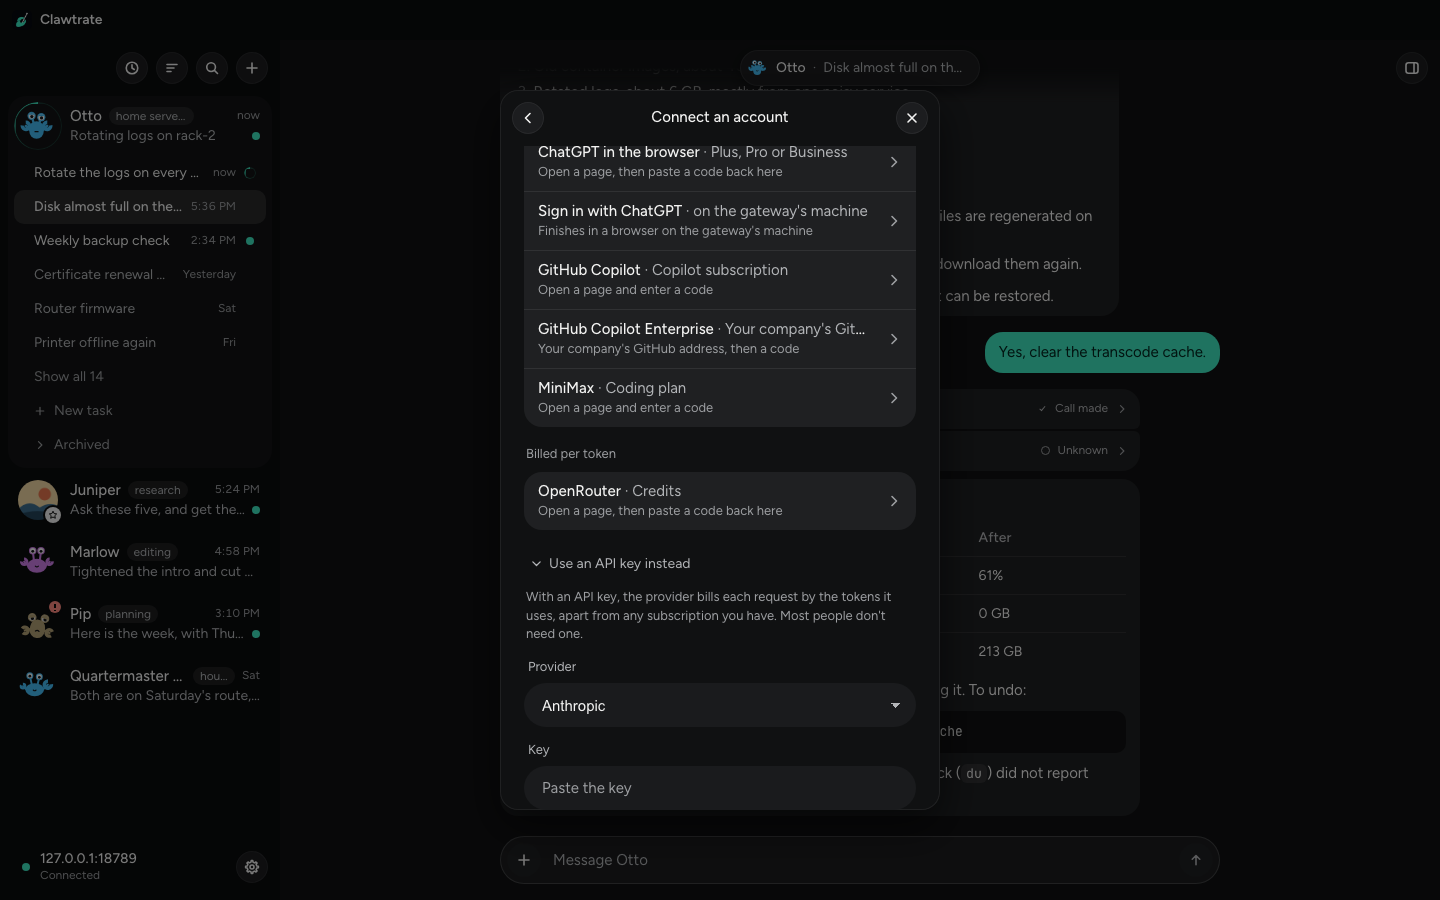 Clawtrate
Otto · Disk almost full on th...
Otto home serve... now
Rotating logs on rack-2
Rotate the logs on every ... now
Disk almost full on the... 5:36 PM
Weekly backup check 2:34 PM
Certificate renewal ... Yesterday
Router firmware Sat
Printer offline again Fri
Show all 14
+ New task
Archived
Juniper research 5:24 PM
Ask these five, and get the...
Marlow editing 4:58 PM
Tightened the intro and cut ...
Pip planning 3:10 PM
Here is the week, with Thu...
Quartermaster ... hou... Sat
Both are on Saturday's route,...
127.0.0.1:18789
Connected
Connect an account
ChatGPT in the browser · Plus, Pro or Business
Open a page, then paste a code back here
Sign in with ChatGPT · on the gateway's machine
Finishes in a browser on the gateway's machine
GitHub Copilot · Copilot subscription
Open a page and enter a code
GitHub Copilot Enterprise · Your company's Git...
Your company's GitHub address, then a code
MiniMax · Coding plan
Open a page and enter a code
Billed per token
OpenRouter · Credits
Open a page, then paste a code back here
Use an API key instead
With an API key, the provider bills each request by the tokens it
uses, apart from any subscription you have. Most people don't
need one.
Provider
Anthropic
Key
Paste the key
iles are regenerated on
download them again.
can be restored.
Yes, clear the transcode cache.
Call made
Unknown
After
61%
0 GB
213 GB
g it. To undo:
che
ck (du) did not report
Message Otto